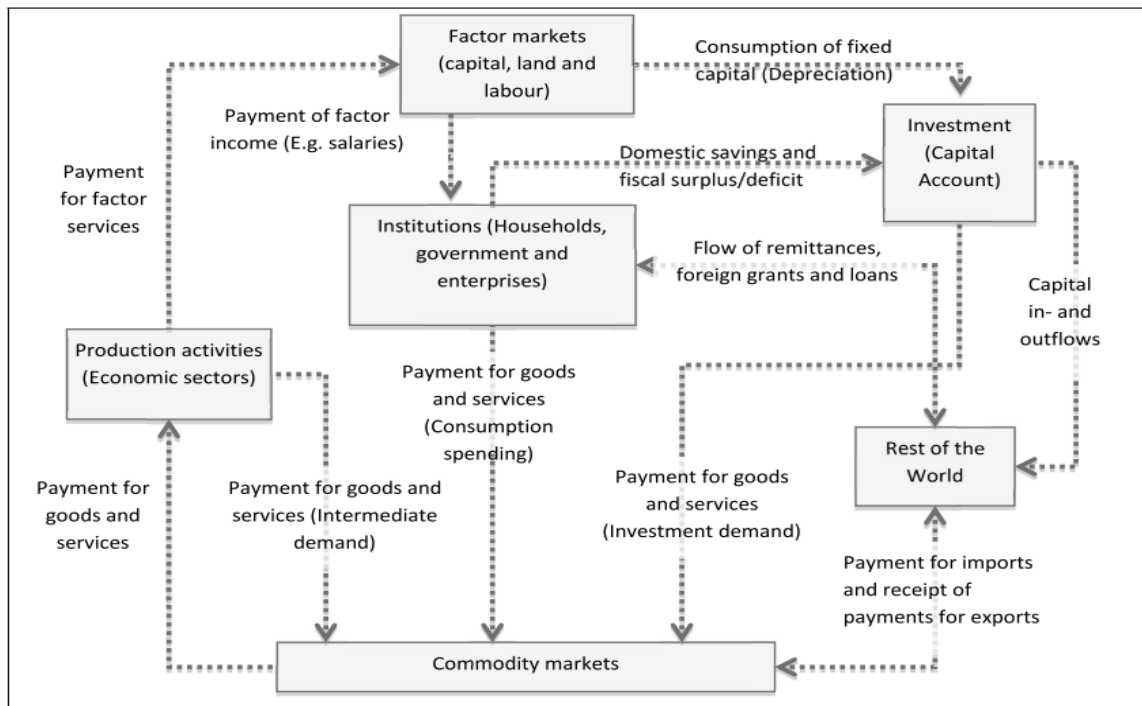 Factor markets
(capital, land and
labour)
Consumption of fixed
capital (Depreciation)
Payment of factor
income (E.g. salaries)
Investment
(Capital
Account)
Domestic savings and
fiscal surplus/deficit
Payment
for factor
services
Institutions (Households,
government and
enterprises)
Flow of remittances,
foreign grants and loans
Capital
in- and
outflows
Production activities
(Economic sectors)
Payment for goods
and services
(Consumption
spending)
Rest of the
World
Payment for
goods and
services
Payment for goods and
services (Intermediate
demand)
Payment for goods
and services
(Investment demand)
Payment for imports
and receipt of
payments for exports
Commodity markets